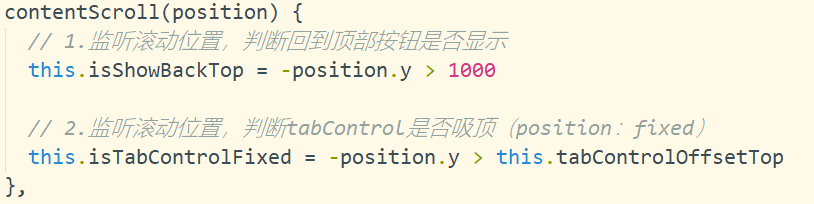 contentScroll(position) {
// 1.监听滚动位置，判断回到顶部按钮是否显示
this.isShowBackTop = -position.y > 1000
// 2.监听滚动位置，判断tabControl是否吸顶（position：fixed）
this.isTabControlFixed = -position.y > this.tabControlOffsetTop
},